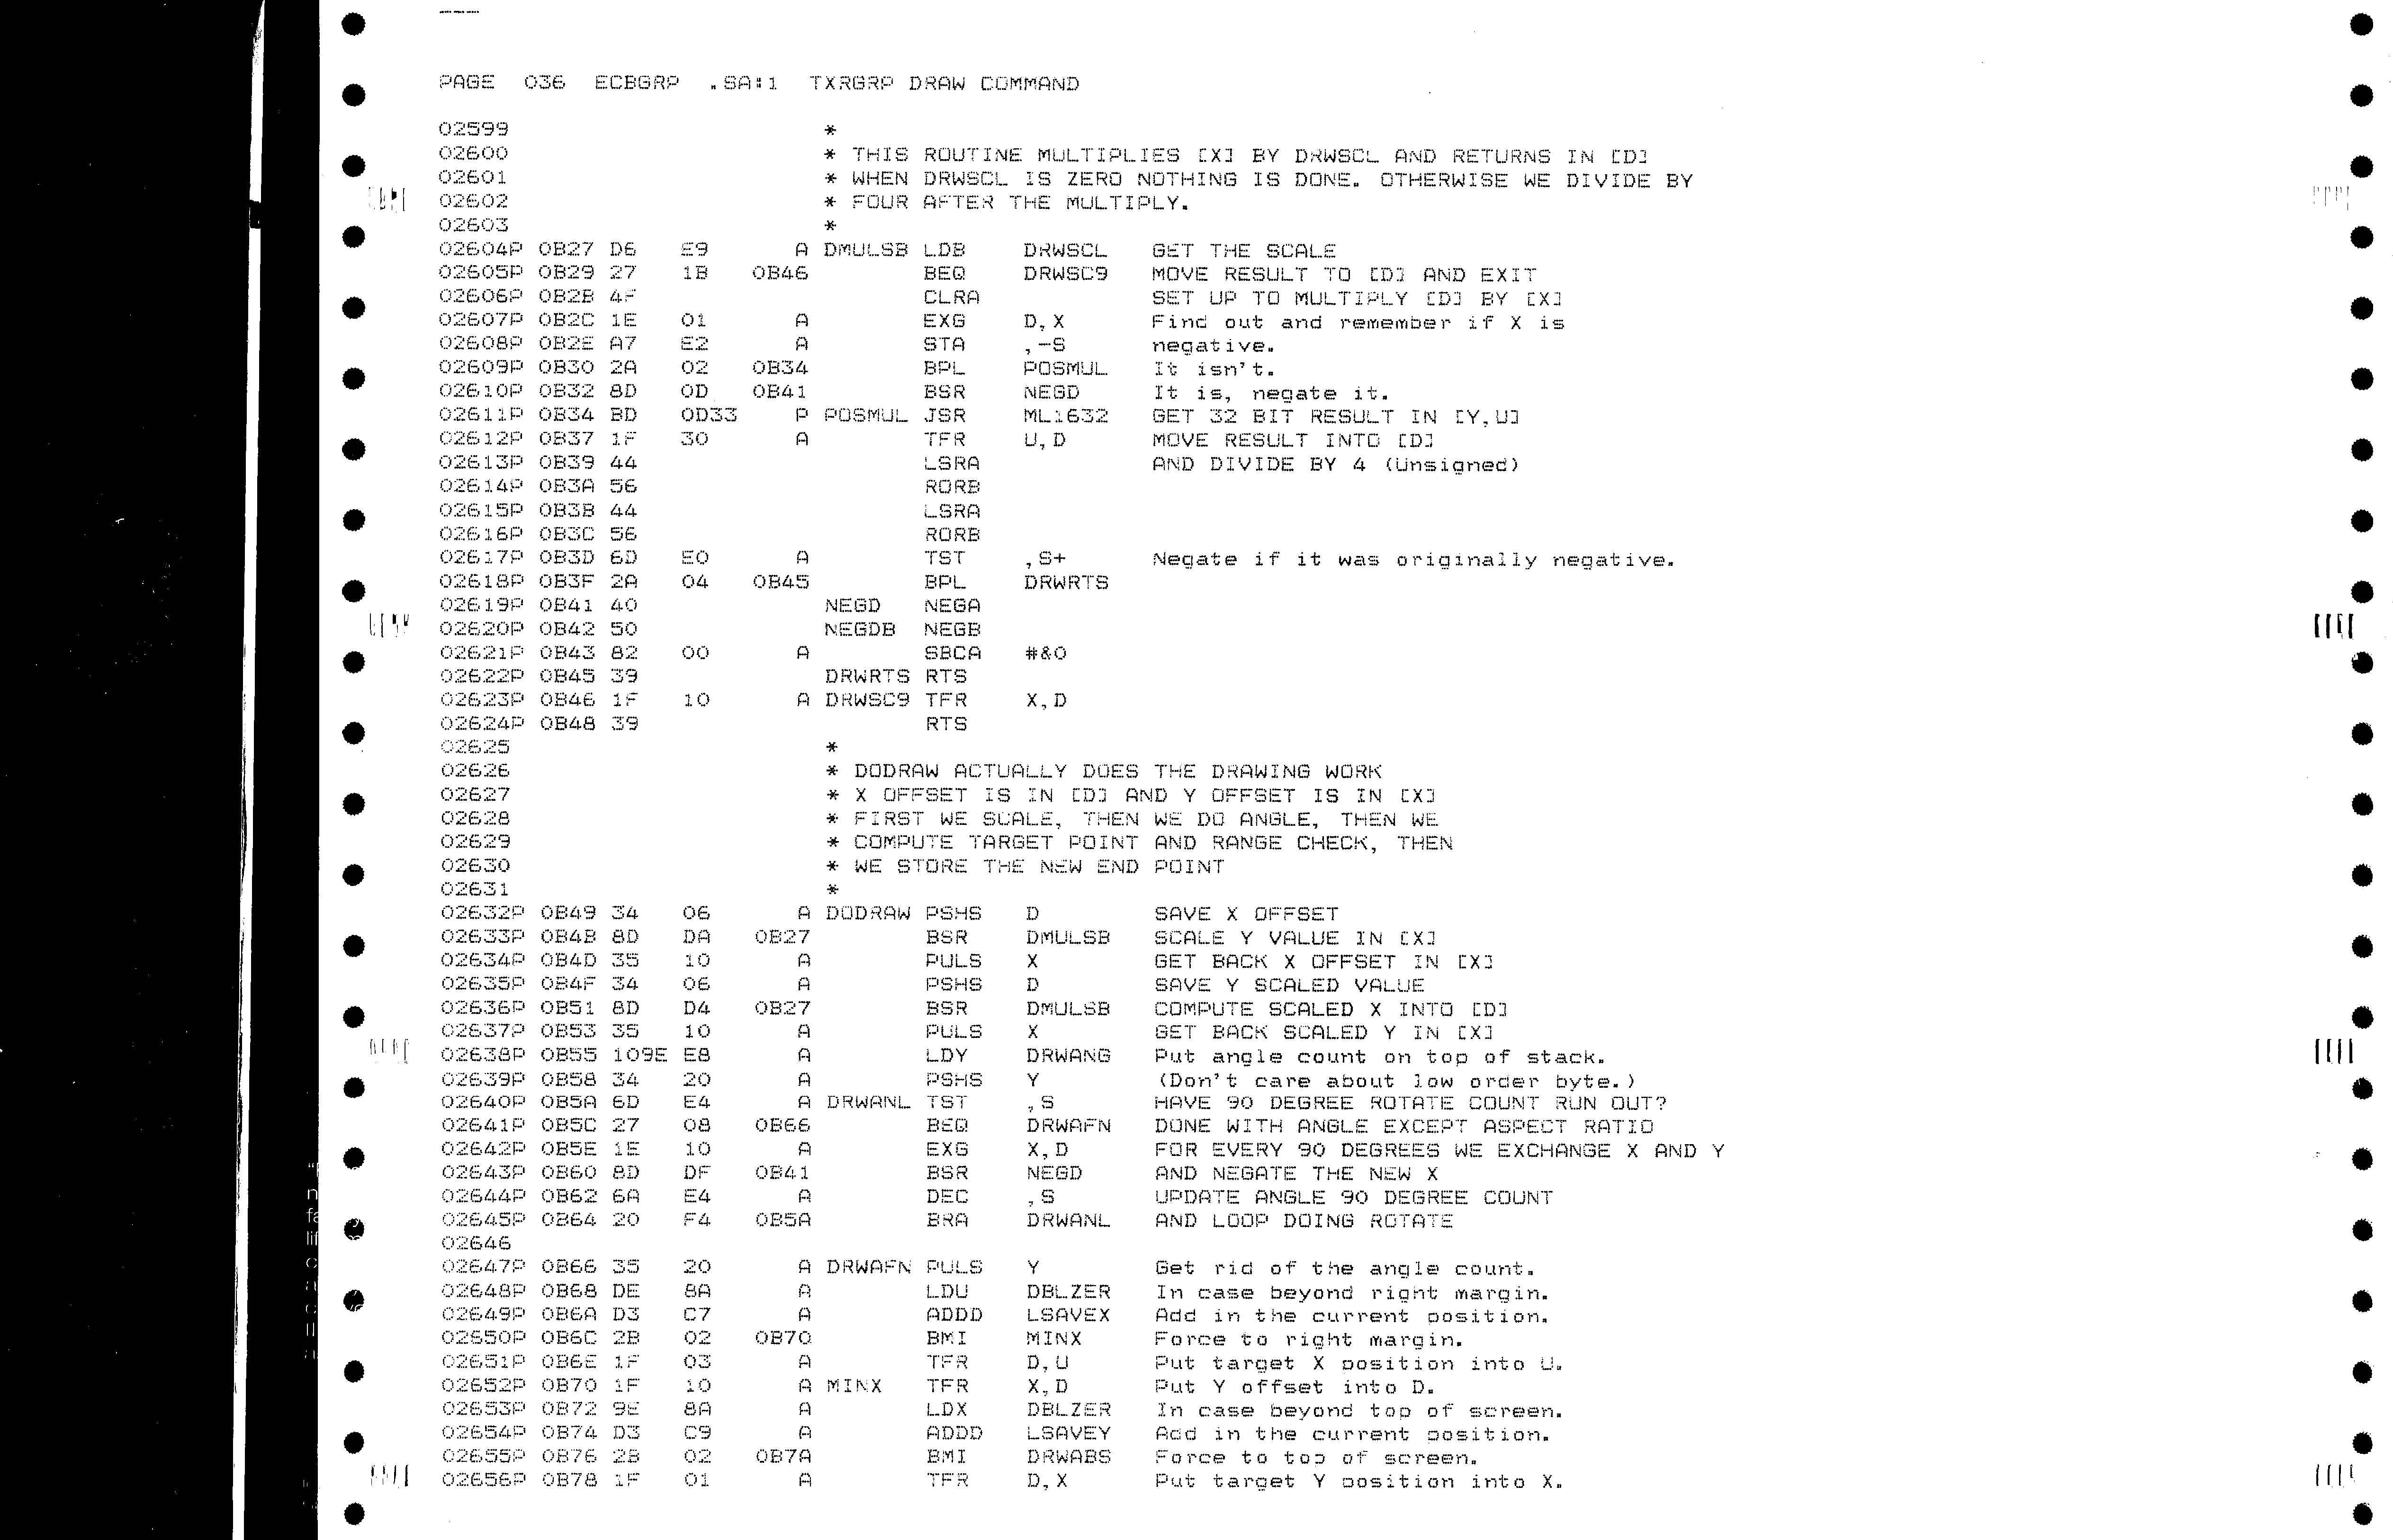 PAGE 036 ECBGRP .SA:1 TXRGRP DRAW COMMAND
02599 *
02600 * THIS ROUTINE MULTIPLIES [X] BY DRWSCL AND RETURNS IN [D]
02601 * WHEN DRWSCL IS ZERO NOTHING IS DONE. OTHERWISE WE DIVIDE BY
02602 * FOUR AFTER THE MULTIPLY.
02603 *
02604P 0B27 D6 E9 A DMULSB LDB DRWSCL GET THE SCALE
02605P 0B29 27 1B 0B46 BEQ DRWSC9 MOVE RESULT TO [D] AND EXIT
02606P 0B2B 4F CLRA SET UP TO MULTIPLY [D] BY [X]
02607P 0B2C 1E 01 A EXG D,X Find out and remember if X is
02608P 0B2E A7 E2 A STA ,-S negative.
02609P 0B30 2A 02 0B34 BPL POSMUL It isn't.
02610P 0B32 8D 0D 0B41 BSR NEGD It is, negate it.
02611P 0B34 BD 0D33 P POSMUL JSR ML1632 GET 32 BIT RESULT IN [Y,U]
02612P 0B37 1F 30 A TFR U,D MOVE RESULT INTO [D]
02613P 0B39 44 LSRA AND DIVIDE BY 4 (Unsigned)
02614P 0B3A 56 RORB
02615P 0B3B 44 LSRA
02616P 0B3C 56 RORB
02617P 0B3D 6D E0 A TST ,S+ Negate if it was originally negative.
02618P 0B3F 2A 04 0B45 BPL DRWRTS
02619P 0B41 40 NEGD NEGA
02620P 0B42 50 NEGDB NEGB
02621P 0B43 82 00 A SBCA #&0
02622P 0B45 39 DRWRTS RTS
02623P 0B46 1F 10 A DRWSC9 TFR X,D
02624P 0B48 39 RTS
02625 *
02626 * DODRAW ACTUALLY DOES THE DRAWING WORK
02627 * X OFFSET IS IN [D] AND Y OFFSET IS IN [X]
02628 * FIRST WE SCALE, THEN WE DO ANGLE, THEN WE
02629 * COMPUTE TARGET POINT AND RANGE CHECK, THEN
02630 * WE STORE THE NEW END POINT
02631 *
02632P 0B49 34 06 A DODRAW PSHS D SAVE X OFFSET
02633P 0B4B 8D DA 0B27 BSR DMULSB SCALE Y VALUE IN [X]
02634P 0B4D 35 10 A PULS X GET BACK X OFFSET IN [X]
02635P 0B4F 34 06 A PSHS D SAVE Y SCALED VALUE
02636P 0B51 8D D4 0B27 BSR DMULSB COMPUTE SCALED X INTO [D]
02637P 0B53 35 10 A PULS X GET BACK SCALED Y IN [X]
02638P 0B55 109E E8 A LDY DRWANG Put angle count on top of stack.
02639P 0B58 34 20 A PSHS Y (Don't care about low order byte.)
02640P 0B5A 6D E4 A DRWANL TST ,S HAVE 90 DEGREE ROTATE COUNT RUN OUT?
02641P 0B5C 27 08 0B66 BEQ DRWAFN DONE WITH ANGLE EXCEPT ASPECT RATIO
02642P 0B5E 1E 10 A EXG X,D FOR EVERY 90 DEGREES WE EXCHANGE X AND Y
02643P 0B60 8D DF 0B41 BSR NEGD AND NEGATE THE NEW X
02644P 0B62 6A E4 A DEC ,S UPDATE ANGLE 90 DEGREE COUNT
02645P 0B64 20 F4 0B5A BRA DRWANL AND LOOP DOING ROTATE
02646
02647P 0B66 35 20 A DRWAFN PULS Y Get rid of the angle count.
02648P 0B68 DE 8A A LDU DBLZER In case beyond right margin.
02649P 0B6A D3 C7 A ADDD LSAVEX Add in the current position.
02650P 0B6C 2B 02 0B70 BMI MINX Force to right margin.
02651P 0B6E 1F 03 A TFR D,U Put target X position into U.
02652P 0B70 1F 10 A MINX TFR X,D Put Y offset into D.
02653P 0B72 9E 8A A LDX DBLZER In case beyond top of screen.
02654P 0B74 D3 C9 A ADDD LSAVEY Add in the current position.
02655P 0B76 2B 02 0B7A BMI DRWABS Force to top of screen.
02656P 0B78 1F 01 A TFR D,X Put target Y position into X.